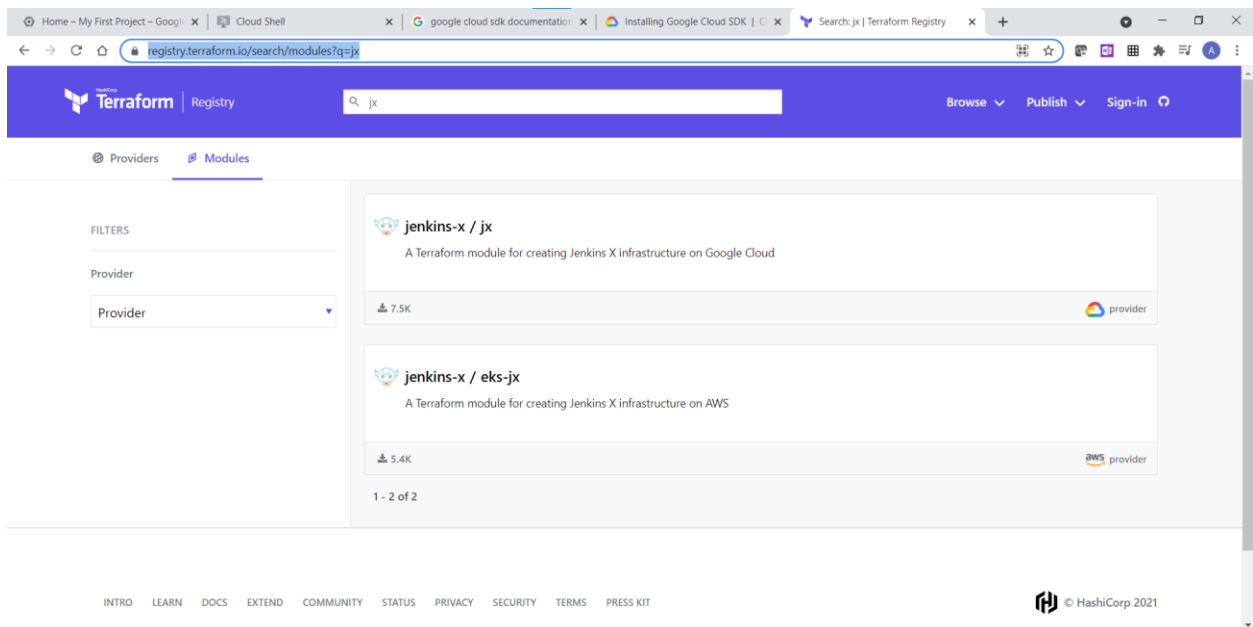 Home – My First Project – Googl
Cloud Shell
google cloud sdk documentation
Installing Google Cloud SDK | Cl
Search: jx | Terraform Registry
registry.terraform.io/search/modules?q=jx
A
HashiCorp
Terraform
Registry
jx
Browse
Publish
Sign-in
Providers
Modules
FILTERS
Provider
Provider
jenkins-x / jx
A Terraform module for creating Jenkins X infrastructure on Google Cloud
7.5K
provider
jenkins-x / eks-jx
A Terraform module for creating Jenkins X infrastructure on AWS
5.4K
aws provider
1 - 2 of 2
INTRO LEARN DOCS EXTEND COMMUNITY STATUS PRIVACY SECURITY TERMS PRESS KIT
© HashiCorp 2021